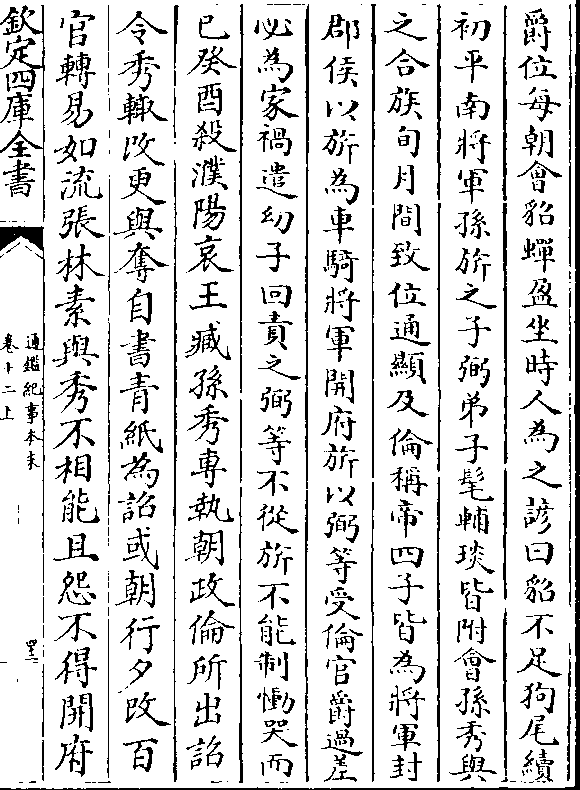 爵位每朝會貂蟬盈坐時人為之諺曰貂不足狗尾續
初平南將軍孫旂之子弼弟子髦輔琰皆附會孫秀與
之合族旬月間致位通顯及倫稱帝四子皆為將軍封
郡侯以旂為車騎將軍開府旂以弼等受倫官爵過差
必為家禍遣幼子回責之弼等不從旂不能制慟哭而
已癸酉殺濮陽哀王臧孫秀專執朝政倫所出詔
令秀輙改更與奪自書青紙為詔或朝行夕改百
官轉易如流張林素與秀不相能且怨不得開府
欽定四庫全書
通鑑紀事本末
卷十二上
四十二